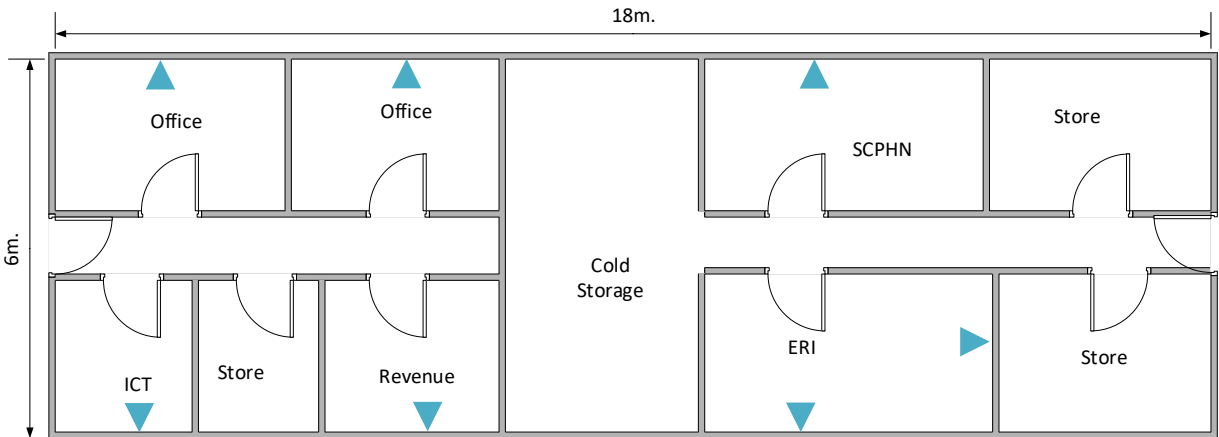 18m.
6m.
Office
Office
SCPHN
Store
Cold
Storage
ICT
Store
Revenue
ERI
Store